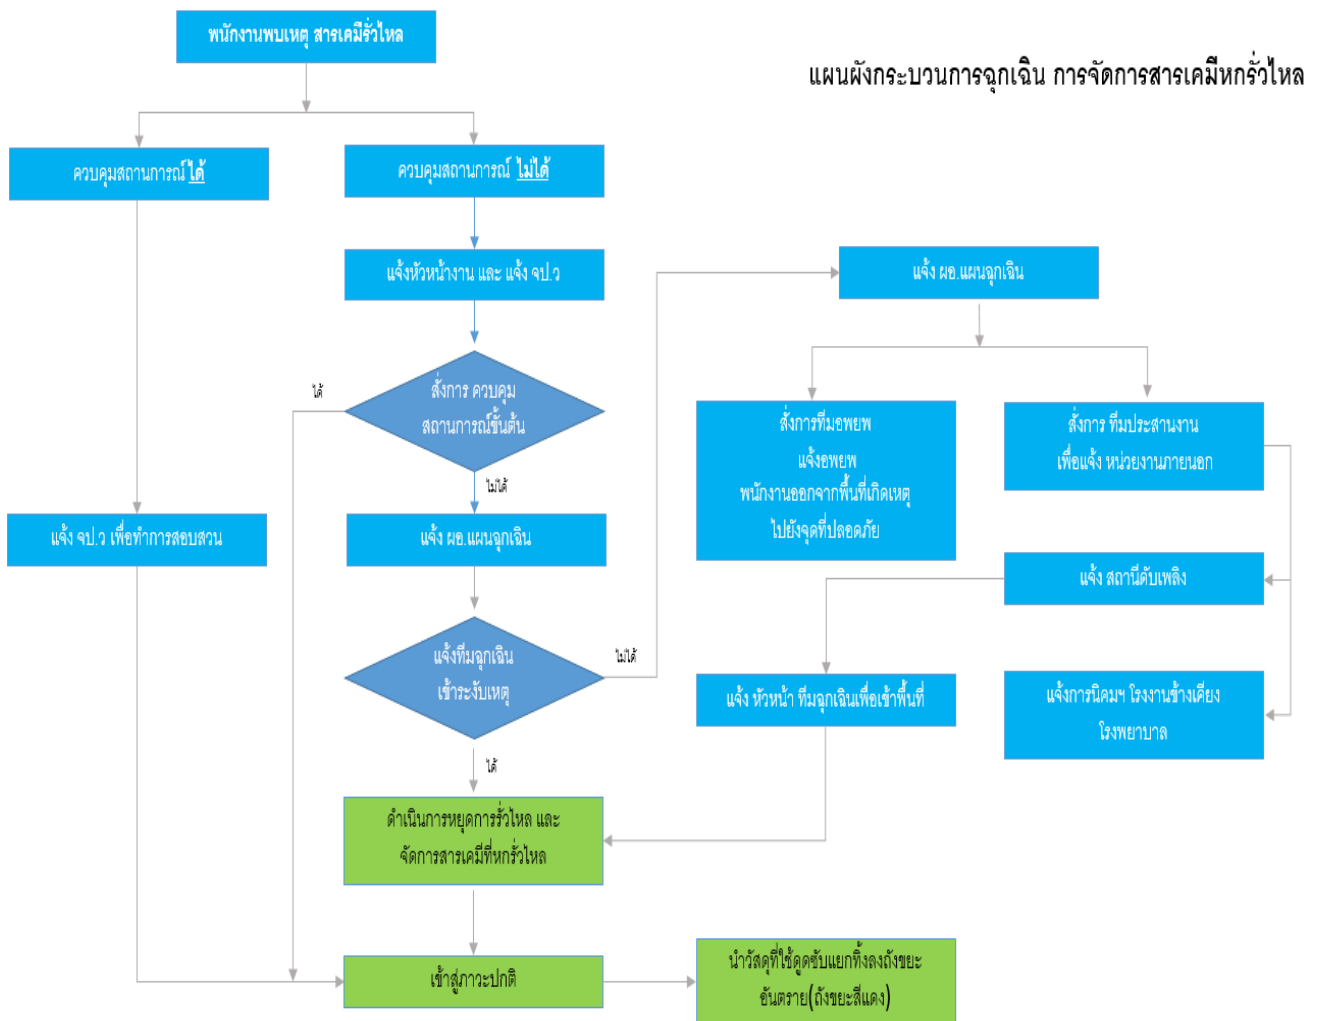 พนักงานพบเหตุ สารเคมีรั่วไหล
แผนผังกระบวนการฉุกเฉิน การจัดการสารเคมีหกรั่วไหล
ควบคุมสถานการณ์ ได้
ควบคุมสถานการณ์ ไม่ได้
แจ้งหัวหน้างาน และ แจ้ง จป.ว
แจ้ง ผอ.แผนฉุกเฉิน
ได้
สั่งการ ควบคุม
สถานการณ์ขั้นต้น
ไม่ได้
สั่งการทีมอพยพ
แจ้งอพยพ
พนักงานออกจากพื้นที่เกิดเหตุ
ไปยังจุดที่ปลอดภัย
สั่งการ ทีมประสานงาน
เพื่อแจ้ง หน่วยงานภายนอก
แจ้ง จป.ว เพื่อทำการสอบสวน
แจ้ง ผอ.แผนฉุกเฉิน
แจ้ง สถานีดับเพลิง
แจ้งทีมฉุกเฉิน
เข้าระงับเหตุ
ไม่ได้
แจ้ง หัวหน้า ทีมฉุกเฉินเพื่อเข้าพื้นที่
แจ้งการนิคมฯ โรงงานข้างเคียง
โรงพยาบาล
ได้
ดำเนินการหยุดการรั่วไหล และ
จัดการสารเคมีที่หกรั่วไหล
เข้าสู่ภาวะปกติ
นำวัสดุที่ใช้ดูดซับแยกทิ้งลงถังขยะ
อันตราย(ถังขยะสีแดง)